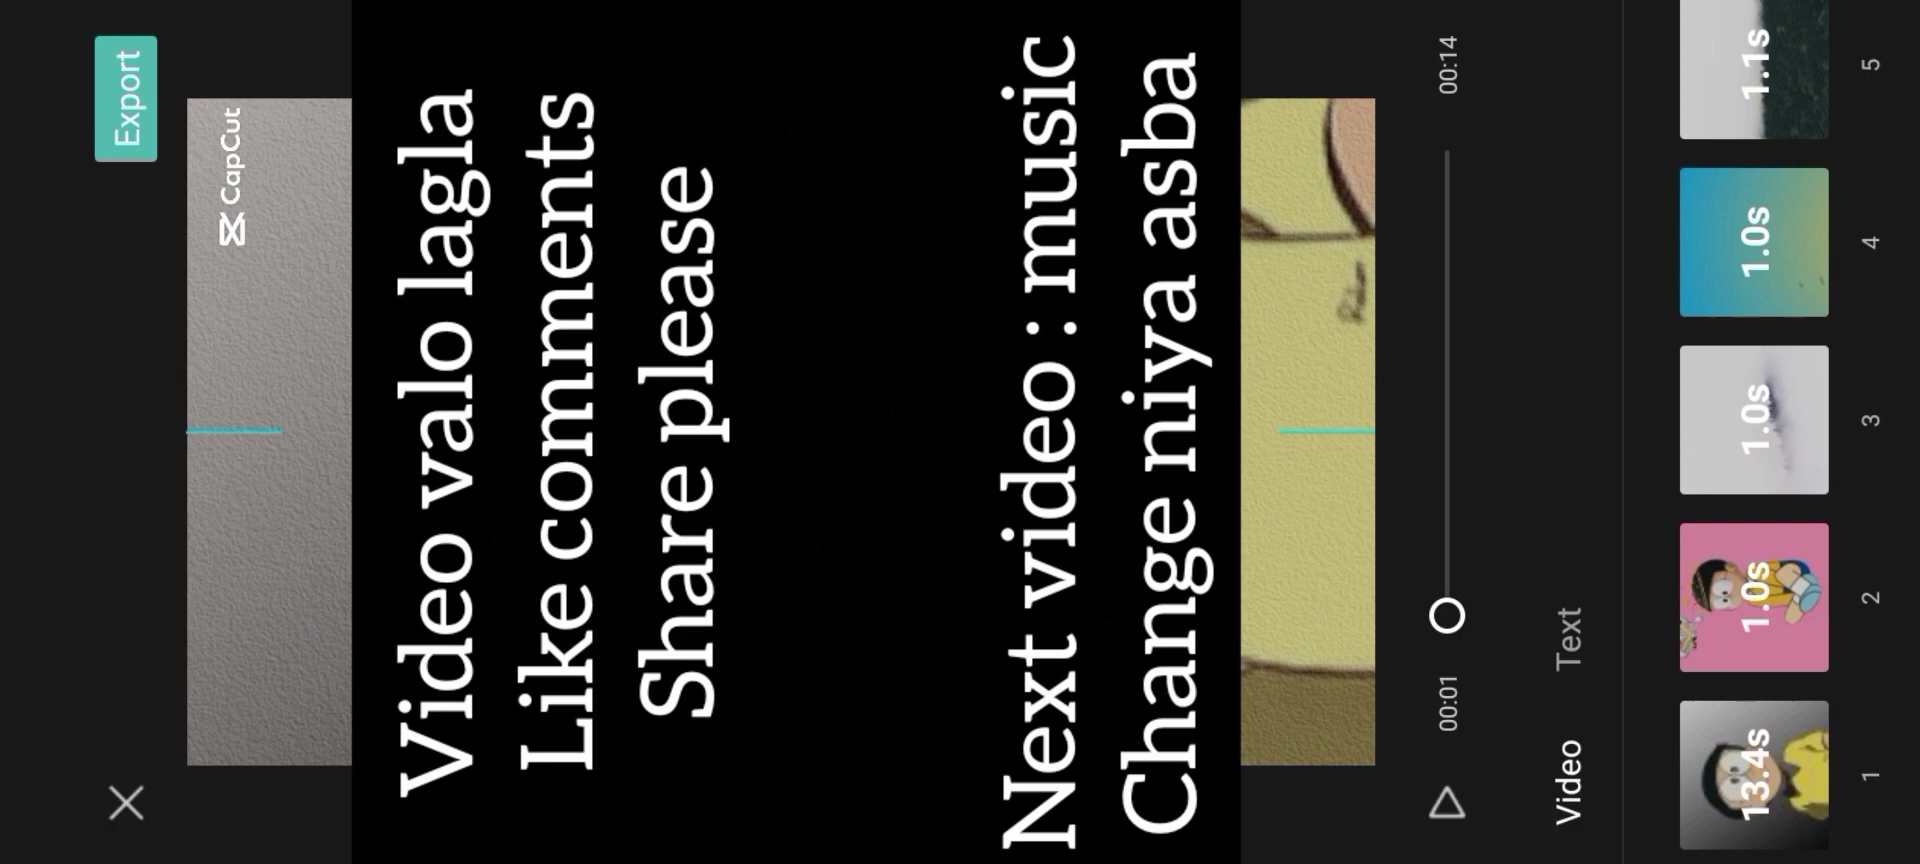 Export
CapCut
Video valo lagla
Like comments
Share please
Next video : music
Change niya asba
00:01
00:14
Video
Text
13.4s
1.0s
1.0s
1.0s
1.1s
1
2
3
4
5